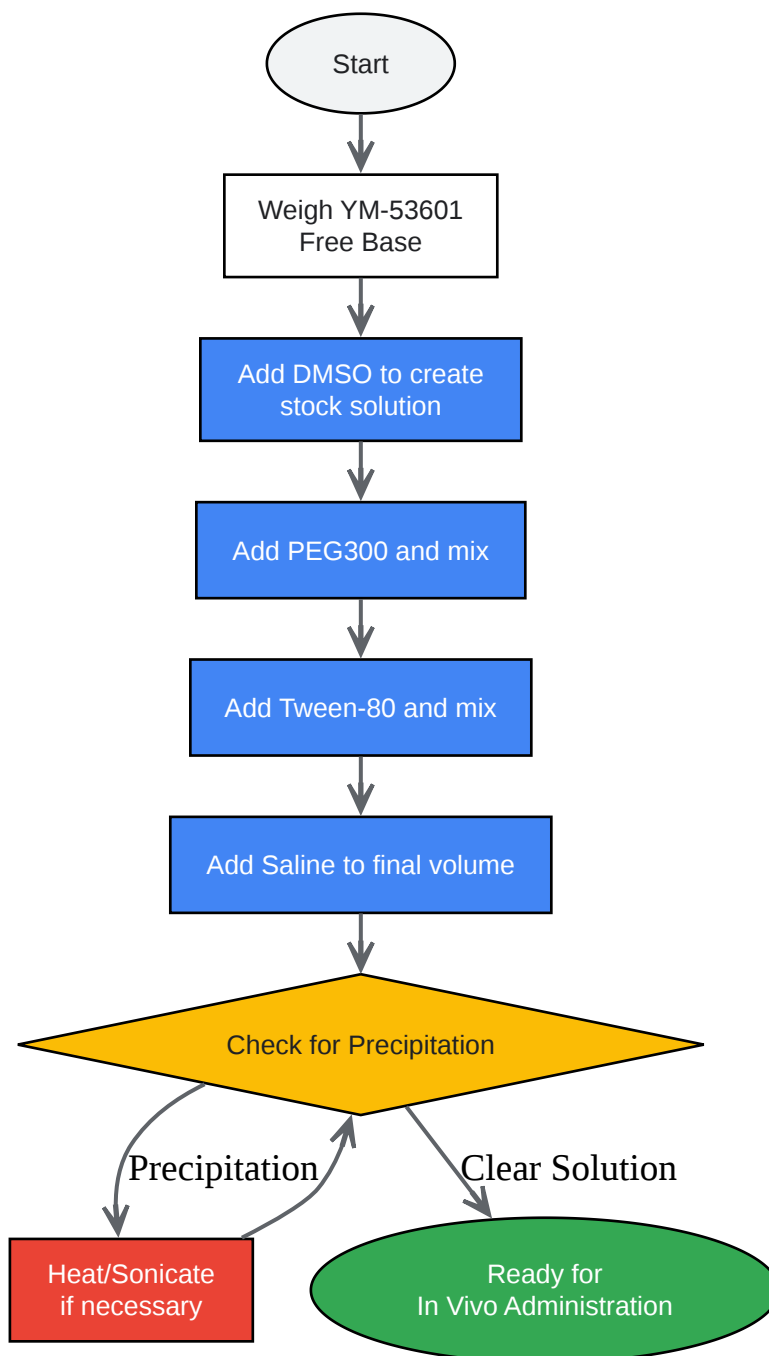 Start
Weigh YM-53601
Free Base
Add DMSO to create
stock solution
Add PEG300 and mix
Add Tween-80 and mix
Add Saline to final volume
Check for Precipitation
Precipitation
Clear Solution
Heat/Sonicate
if necessary
Ready for
In Vivo Administration